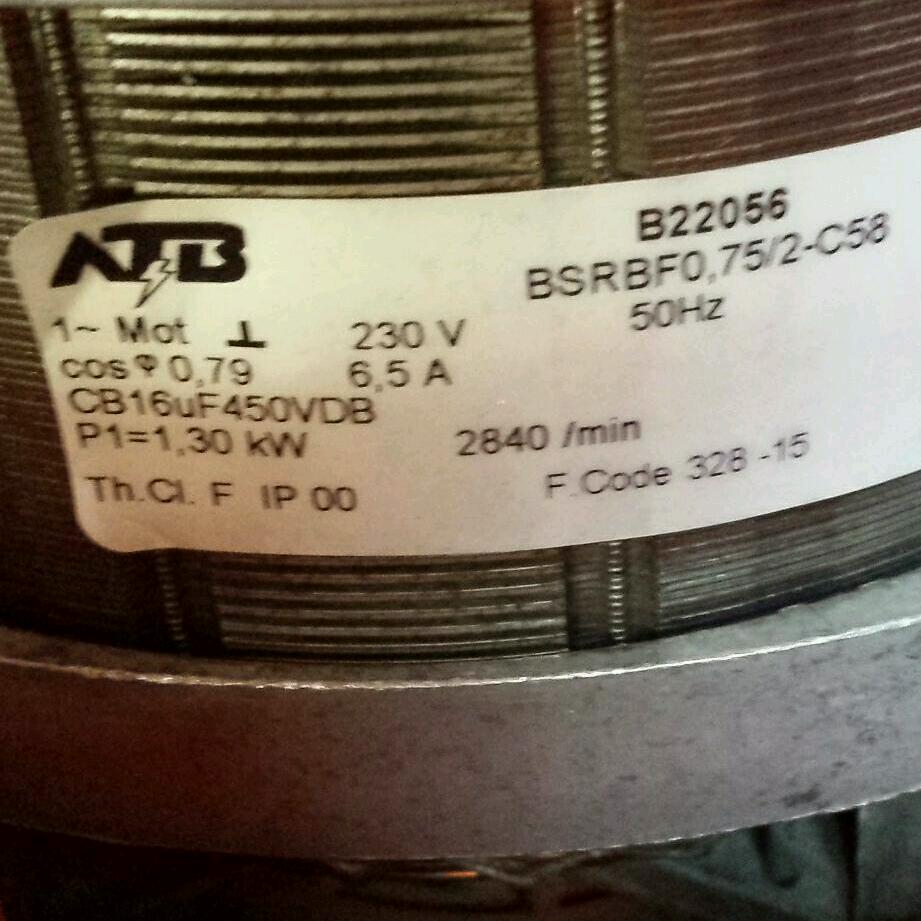 ATB
B22056
BSRBF0,75/2-C58
1~ Mot ⊥ 230 V 50Hz
cos φ 0,79 6,5 A
CB16uF450VDB
P1=1,30 kW 2840 /min
Th.Cl. F IP 00 F.Code 328 -15